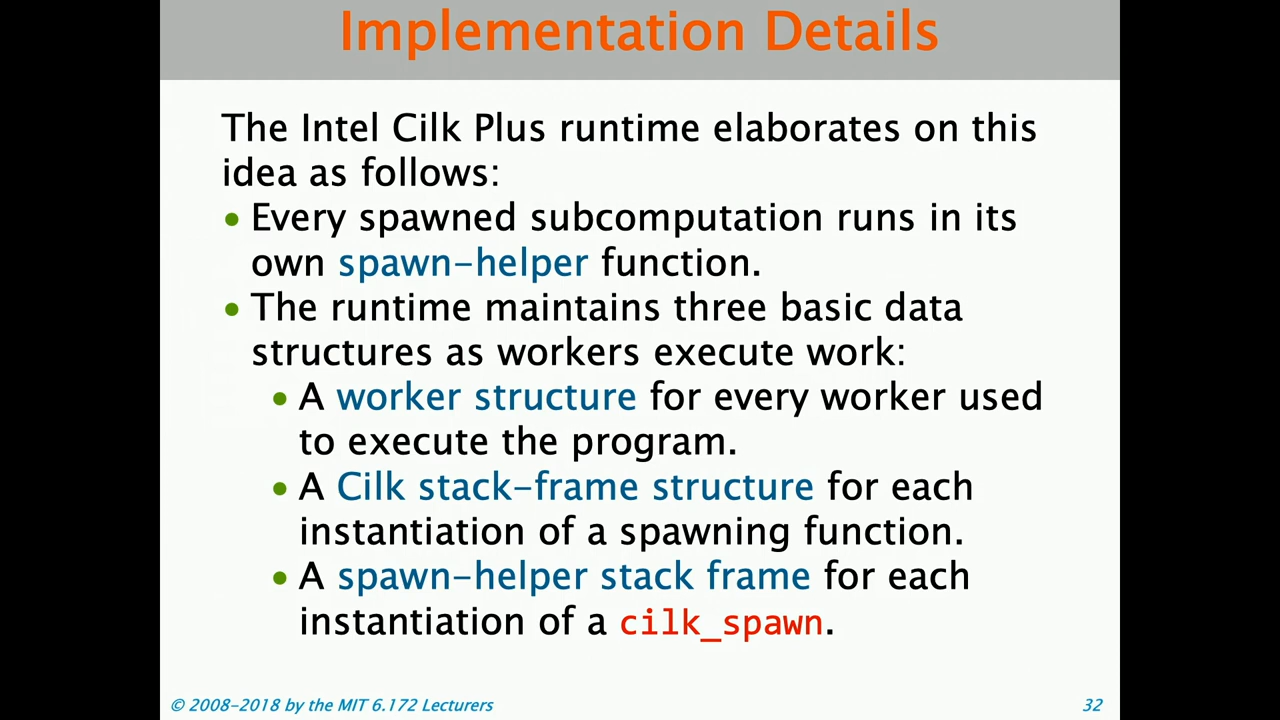 Implementation Details
The Intel Cilk Plus runtime elaborates on this
idea as follows:
• Every spawned subcomputation runs in its
own spawn-helper function.
• The runtime maintains three basic data
structures as workers execute work:
• A worker structure for every worker used
to execute the program.
• A Cilk stack-frame structure for each
instantiation of a spawning function.
• A spawn-helper stack frame for each
instantiation of a cilk_spawn.
© 2008-2018 by the MIT 6.172 Lecturers
32